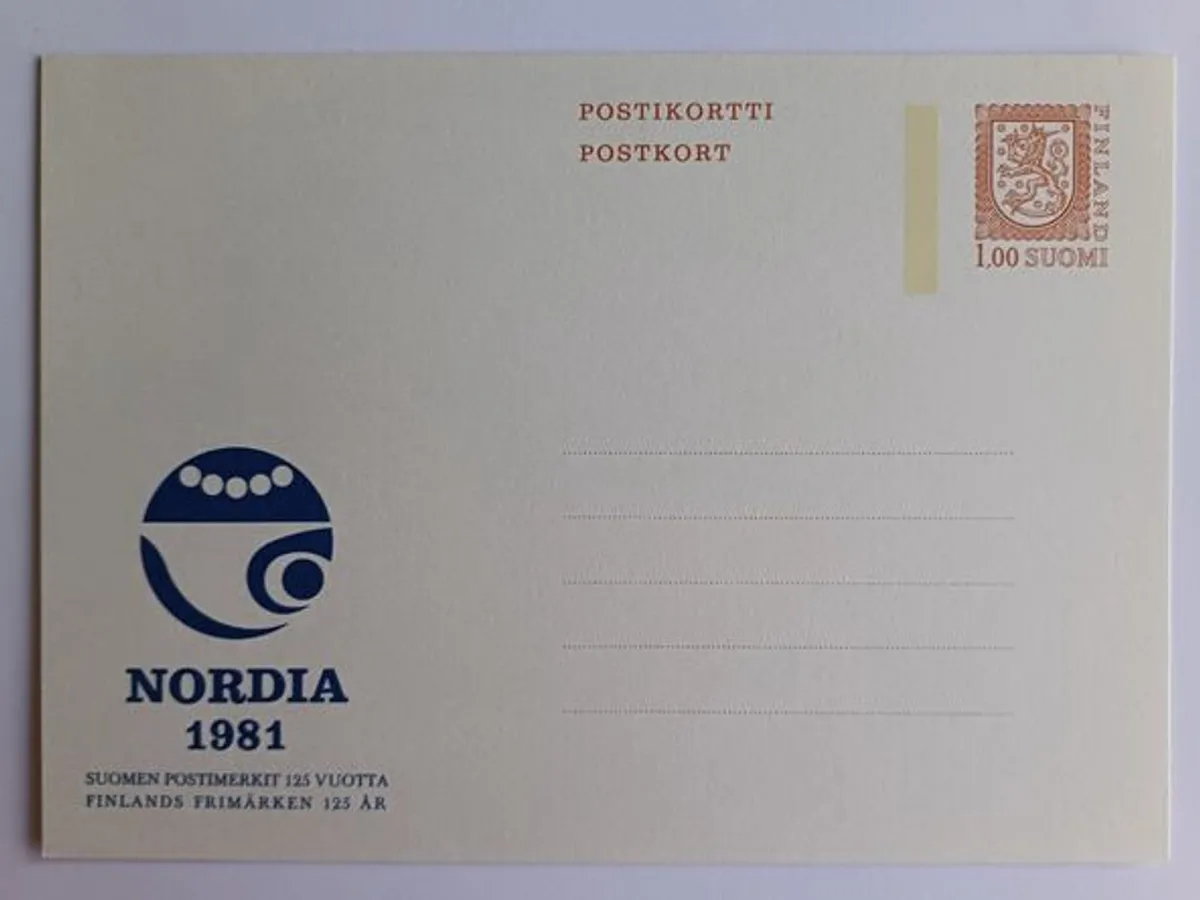 POSTIKORTTI
POSTKORT
FINLAND
1,00 SUOMI
NORDIA
1981
SUOMEN POSTIMERKIT 125 VUOTTA
FINLANDS FRIMÄRKEN 125 ÅR